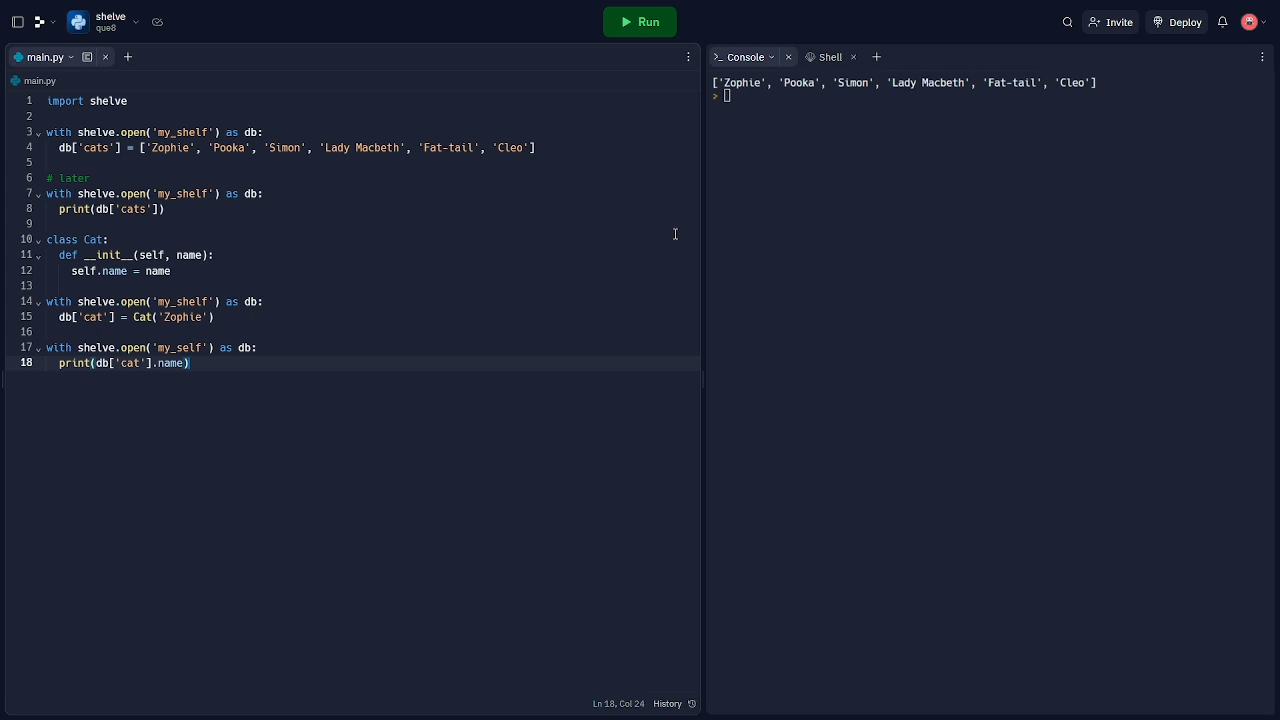 shelve
que8
Run
Invite
Deploy
main.py
Console
Shell
main.py
1 import shelve
2
3 with shelve.open('my_shelf') as db:
4 db['cats'] = ['Zophie', 'Pooka', 'Simon', 'Lady Macbeth', 'Fat-tail', 'Cleo']
5
6 # later
7 with shelve.open('my_shelf') as db:
8 print(db['cats'])
9
10 class Cat:
11 def __init__(self, name):
12 self.name = name
13
14 with shelve.open('my_shelf') as db:
15 db['cat'] = Cat('Zophie')
16
17 with shelve.open('my_self') as db:
18 print(db['cat'].name)
['Zophie', 'Pooka', 'Simon', 'Lady Macbeth', 'Fat-tail', 'Cleo']
>
Ln 18, Col 24 History